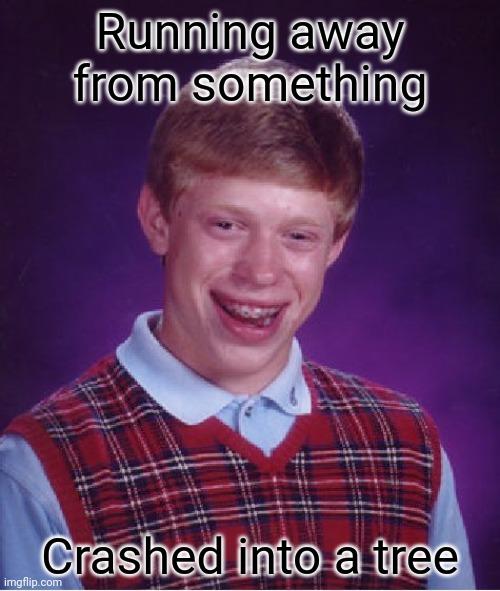 Running away
from something
Crashed into a tree
imgflip.com